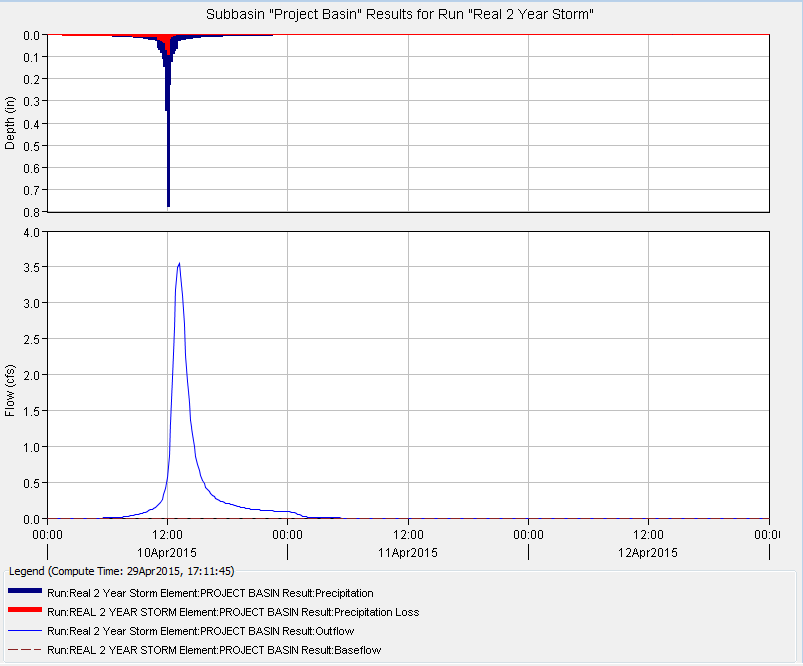 Subbasin "Project Basin" Results for Run "Real 2 Year Storm"
0.0
0.1
0.2
0.3
0.4
0.5
0.6
0.7
0.8
Depth (in)
4.0
3.5
3.0
2.5
2.0
1.5
1.0
0.5
0.0
Flow (cfs)
00:00 12:00 00:00 12:00 00:00 12:00 00:00
10Apr2015 11Apr2015 12Apr2015
Legend (Compute Time: 29Apr2015, 17:11:45)
Run:Real 2 Year Storm Element:PROJECT BASIN Result:Precipitation
Run:REAL 2 YEAR STORM Element:PROJECT BASIN Result:Precipitation Loss
Run:Real 2 Year Storm Element:PROJECT BASIN Result:Outflow
Run:REAL 2 YEAR STORM Element:PROJECT BASIN Result:Baseflow